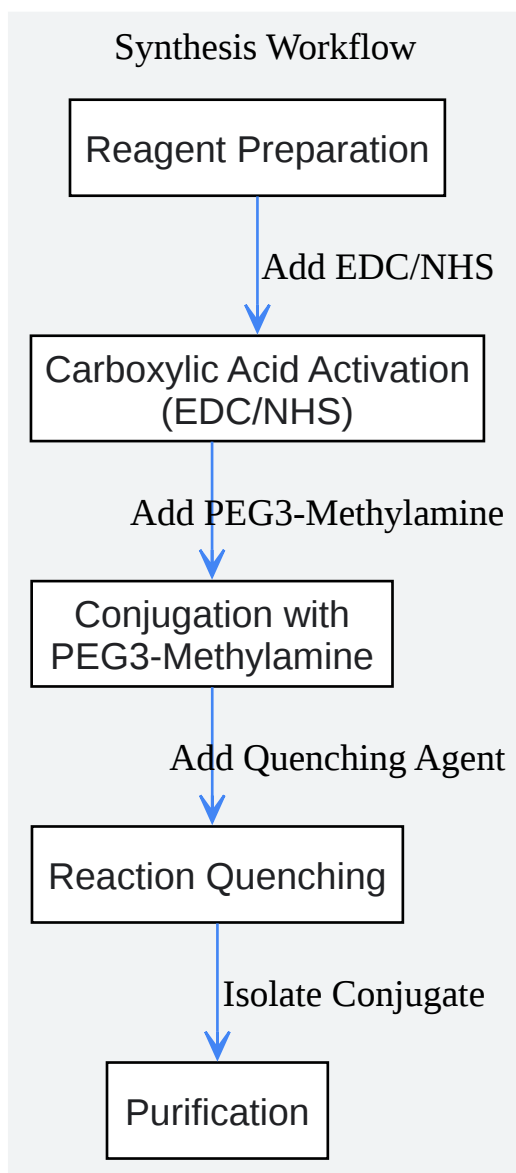 Synthesis Workflow
Reagent Preparation
Add EDC/NHS
Carboxylic Acid Activation
(EDC/NHS)
Add PEG3-Methylamine
Conjugation with
PEG3-Methylamine
Add Quenching Agent
Reaction Quenching
Isolate Conjugate
Purification